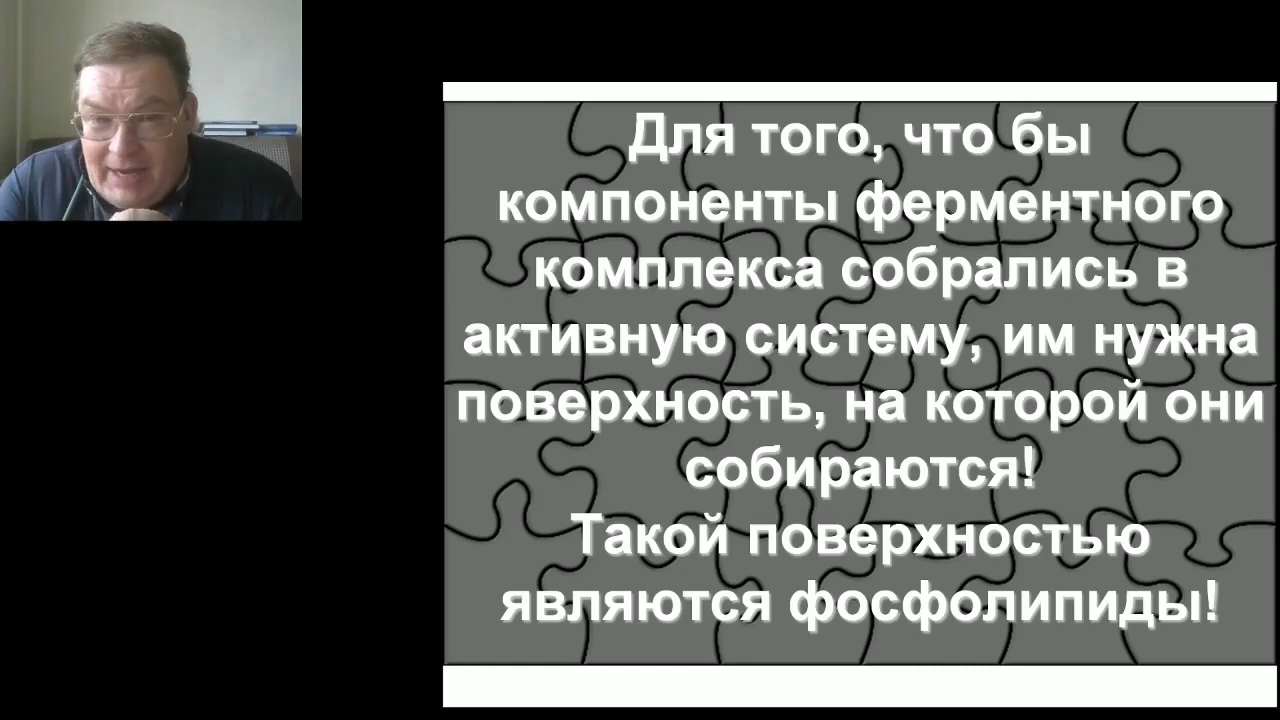 Для того, что бы
компоненты ферментного
комплекса собрались в
активную систему, им нужна
поверхность, на которой они
собираются!
Такой поверхностью
являются фосфолипиды!